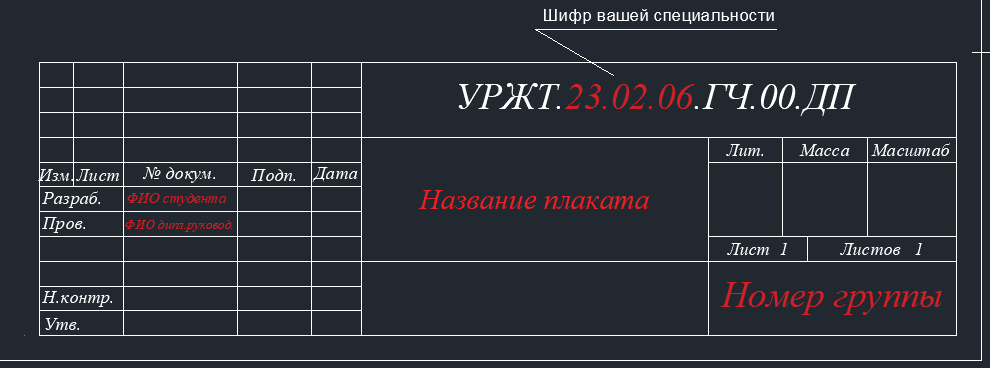 Шифр вашей специальности
УРЖТ.23.02.06.ГЧ.00.ДП
Лит. Масса Масштаб
Изм. Лист № докум. Подп. Дата
Разраб. ФИО студента
Название плаката
Пров. ФИО дипл.руковод.
Лист 1 Листов 1
Н.контр.
Номер группы
Утв.